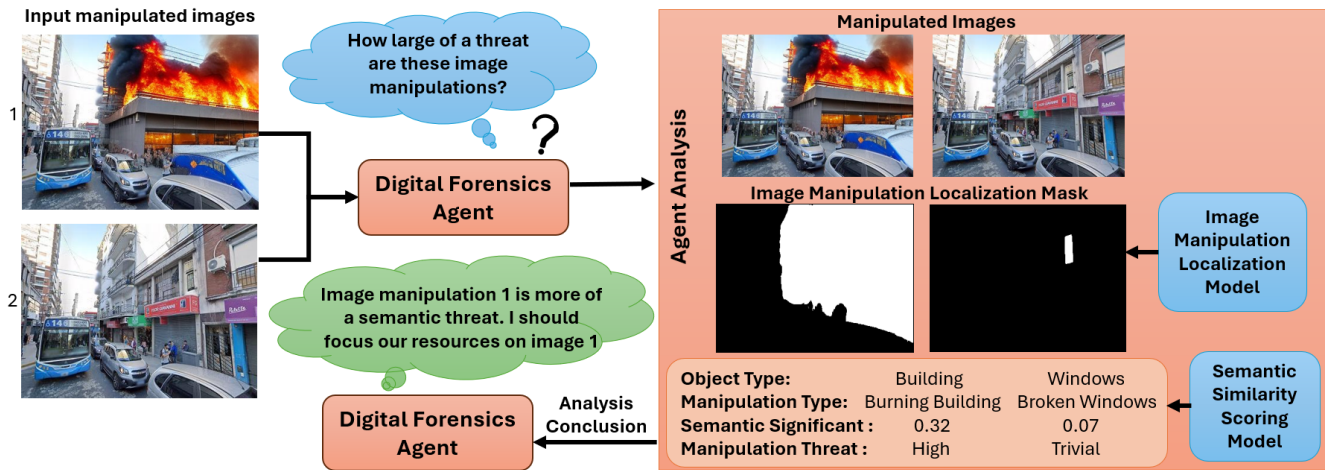 Input manipulated images
1
2
How large of a threat
are these image
manipulations?
?
Digital Forensics
Agent
Image manipulation 1 is more of
a semantic threat. I should
focus our resources on image 1
Digital Forensics
Agent
Analysis
Conclusion
Agent Analysis
Manipulated Images
Image Manipulation Localization Mask
Image
Manipulation
Localization
Model
Object Type: Building Windows
Manipulation Type: Burning Building Broken Windows
Semantic Significant : 0.32 0.07
Manipulation Threat : High Trivial
Semantic
Similarity
Scoring
Model